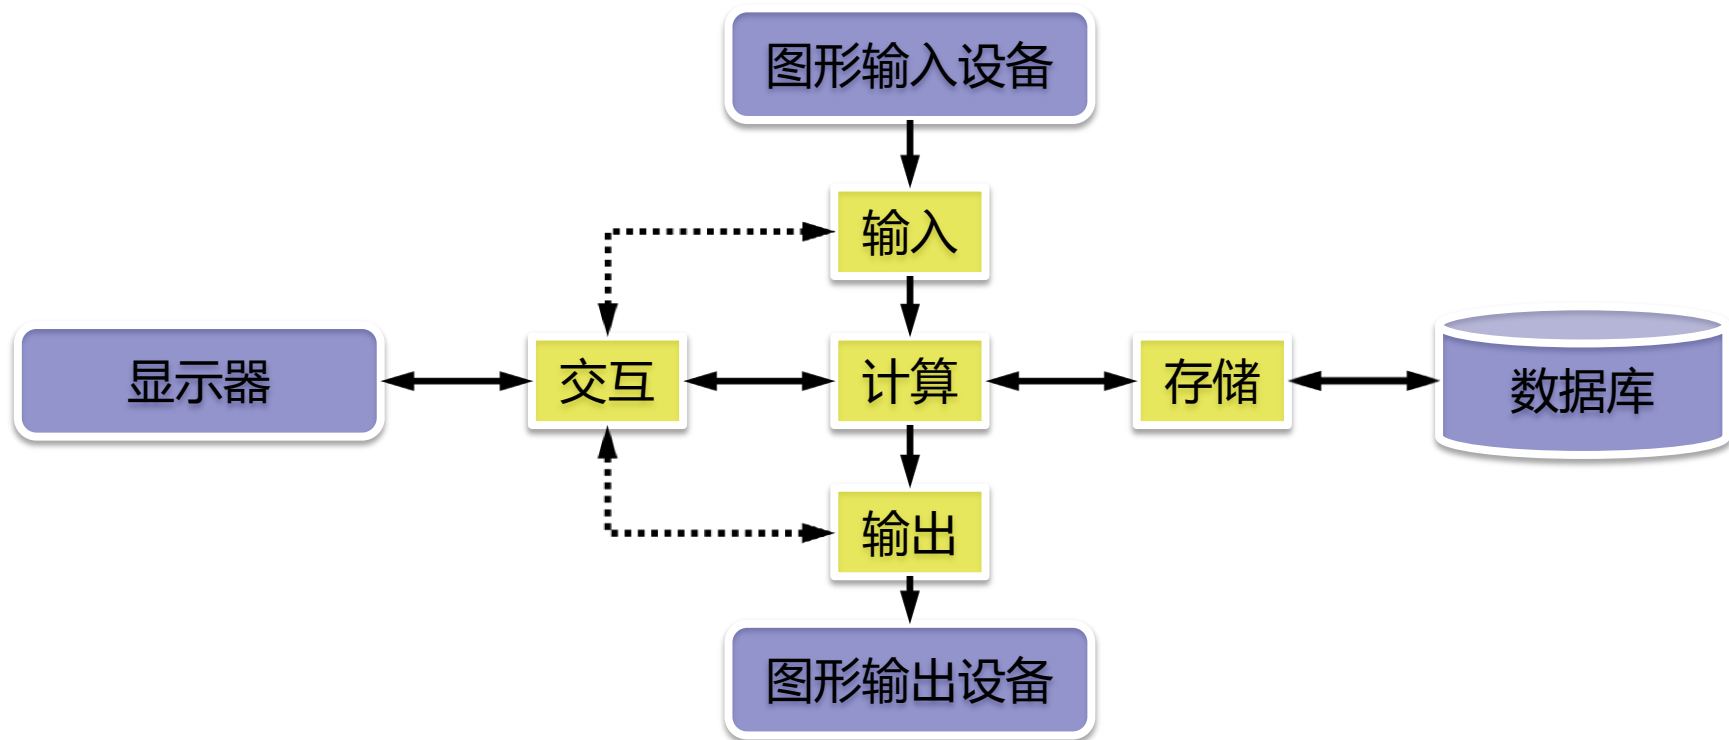 图形输入设备
输入
显示器
交互
计算
存储
数据库
输出
图形输出设备